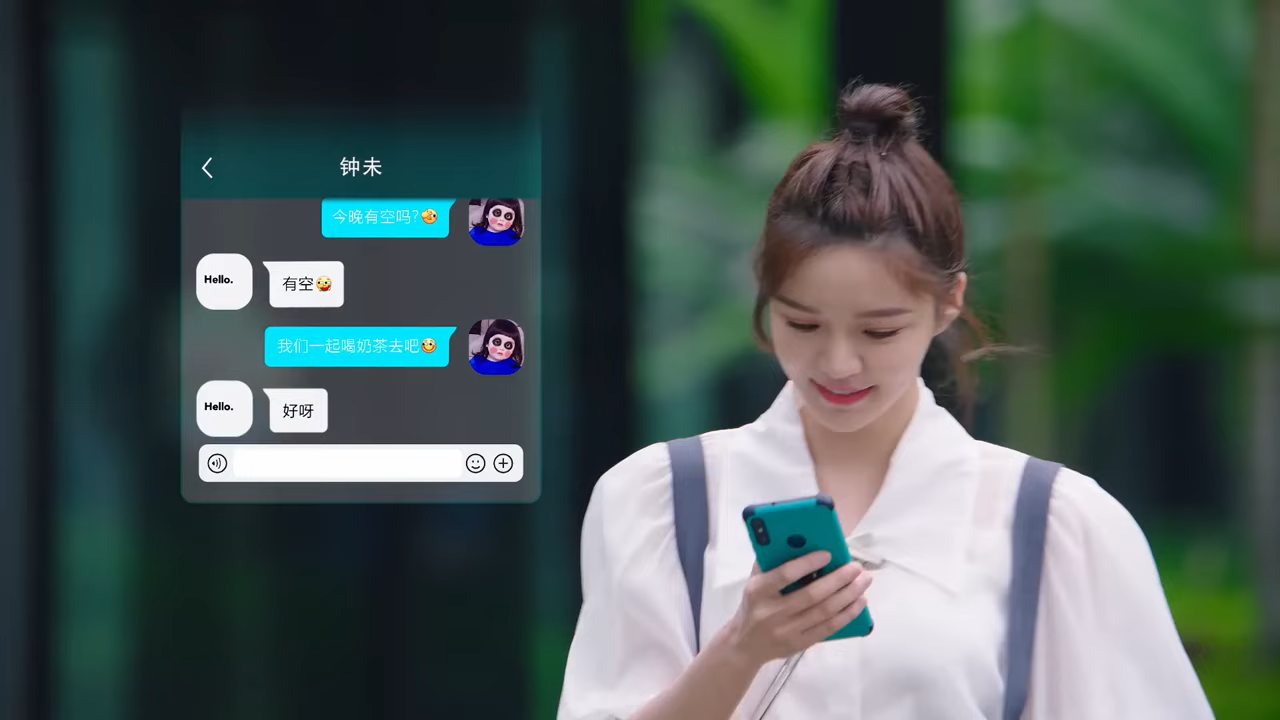 钟未
今晚有空吗?
Hello.
有空
我们一起喝奶茶去吧
Hello.
好呀